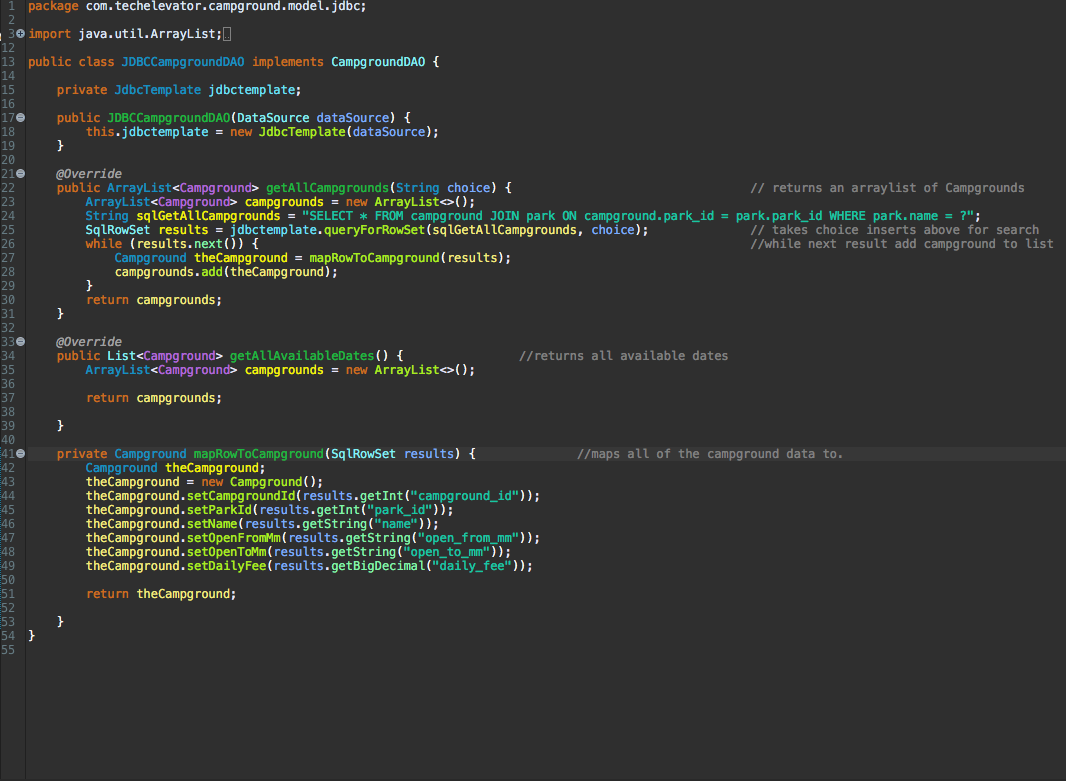 1 package com.techelevator.campground.model.jdbc;
2
3 import java.util.ArrayList;
12
13 public class JDBCCampgroundDAO implements CampgroundDAO {
14
15 private JdbcTemplate jdbctemplate;
16
17 public JDBCCampgroundDAO(DataSource dataSource) {
18 this.jdbctemplate = new JdbcTemplate(dataSource);
19 }
20
21 @Override
22 public ArrayList<Campground> getAllCampgrounds(String choice) { // returns an arraylist of Campgrounds
23 ArrayList<Campground> campgrounds = new ArrayList<>();
24 String sqlGetAllCampgrounds = "SELECT * FROM campground JOIN park ON campground.park_id = park.park_id WHERE park.name = ?";
25 SqlRowSet results = jdbctemplate.queryForRowSet(sqlGetAllCampgrounds, choice); // takes choice inserts above for search
26 while (results.next()) { //while next result add campground to list
27 Campground theCampground = mapRowToCampground(results);
28 campgrounds.add(theCampground);
29 }
30 return campgrounds;
31 }
32
33 @Override
34 public List<Campground> getAllAvailableDates() { //returns all available dates
35 ArrayList<Campground> campgrounds = new ArrayList<>();
36
37 return campgrounds;
38
39 }
40
41 private Campground mapRowToCampground(SqlRowSet results) { //maps all of the campground data to.
42 Campground theCampground;
43 theCampground = new Campground();
44 theCampground.setCampgroundId(results.getInt("campground_id"));
45 theCampground.setParkId(results.getInt("park_id"));
46 theCampground.setName(results.getString("name"));
47 theCampground.setOpenFromMm(results.getString("open_from_mm"));
48 theCampground.setOpenToMm(results.getString("open_to_mm"));
49 theCampground.setDailyFee(results.getBigDecimal("daily_fee"));
50
51 return theCampground;
52
53 }
54 }
55